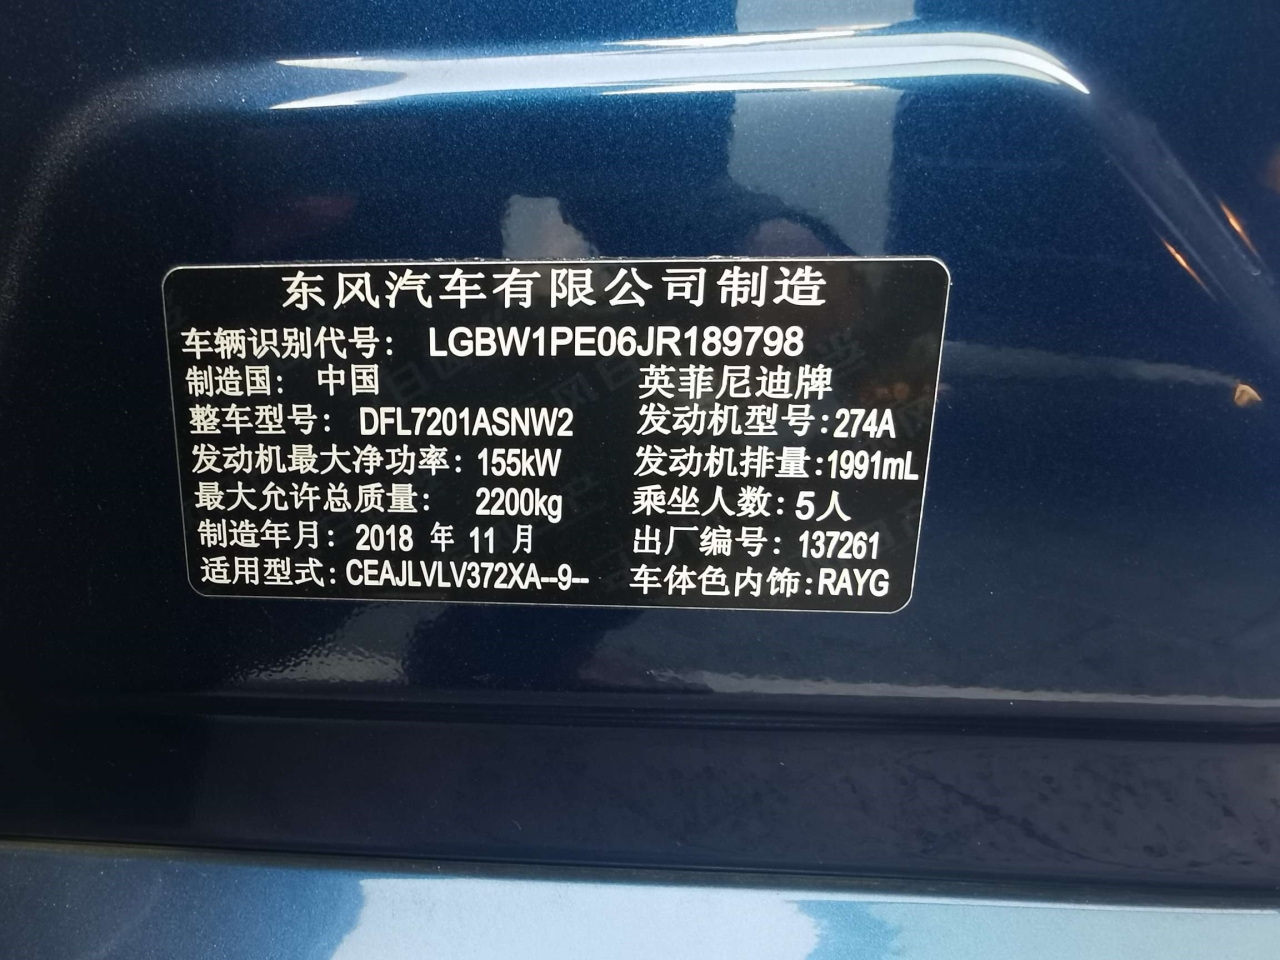 东风汽车有限公司制造
车辆识别代号: LGBW1PE06JR189798
制造国: 中国 英菲尼迪牌
整车型号: DFL7201ASNW2 发动机型号:274A
发动机最大净功率: 155kW 发动机排量:1991mL
最大允许总质量: 2200kg 乘坐人数: 5人
制造年月: 2018 年 11 月 出厂编号: 137261
适用型式: CEAJLVLV372XA--9-- 车体色内饰:RAYG